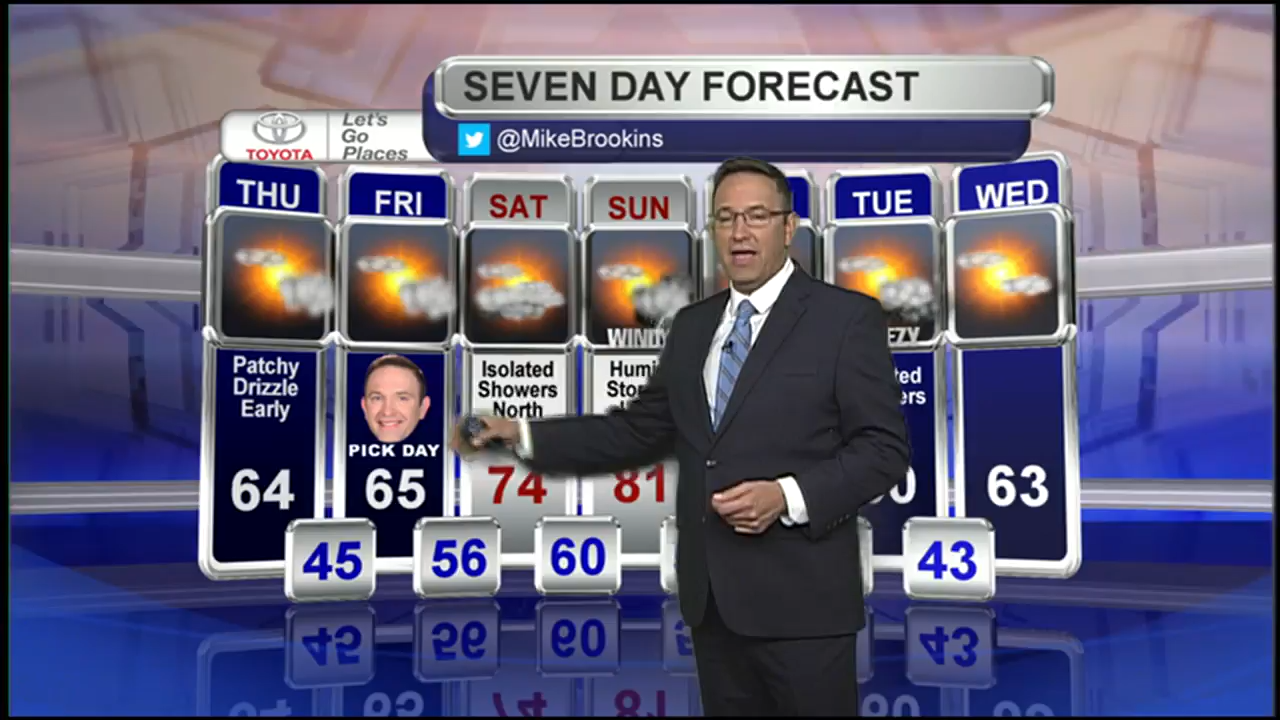 SEVEN DAY FORECAST
@MikeBrookins
TOYOTA
Let's
Go
Places
THU
FRI
SAT
SUN
TUE
WED
WINDY
Patchy
Drizzle
Early
PICK DAY
Isolated
Showers
North
64
65
74
81
63
45
56
60
43